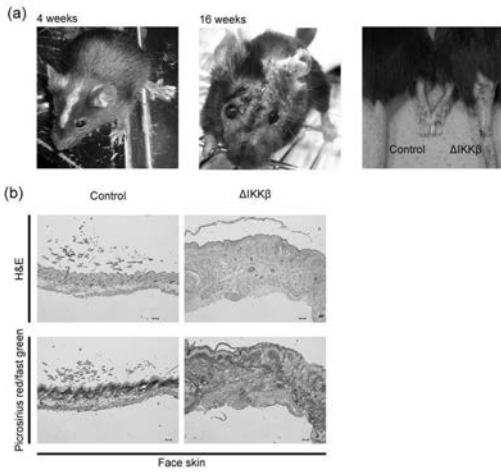 (a)
4 weeks
16 weeks
Control ΔIKKβ
(b)
Control ΔIKKβ
H&E
Picrosirius red/fast green
Face skin